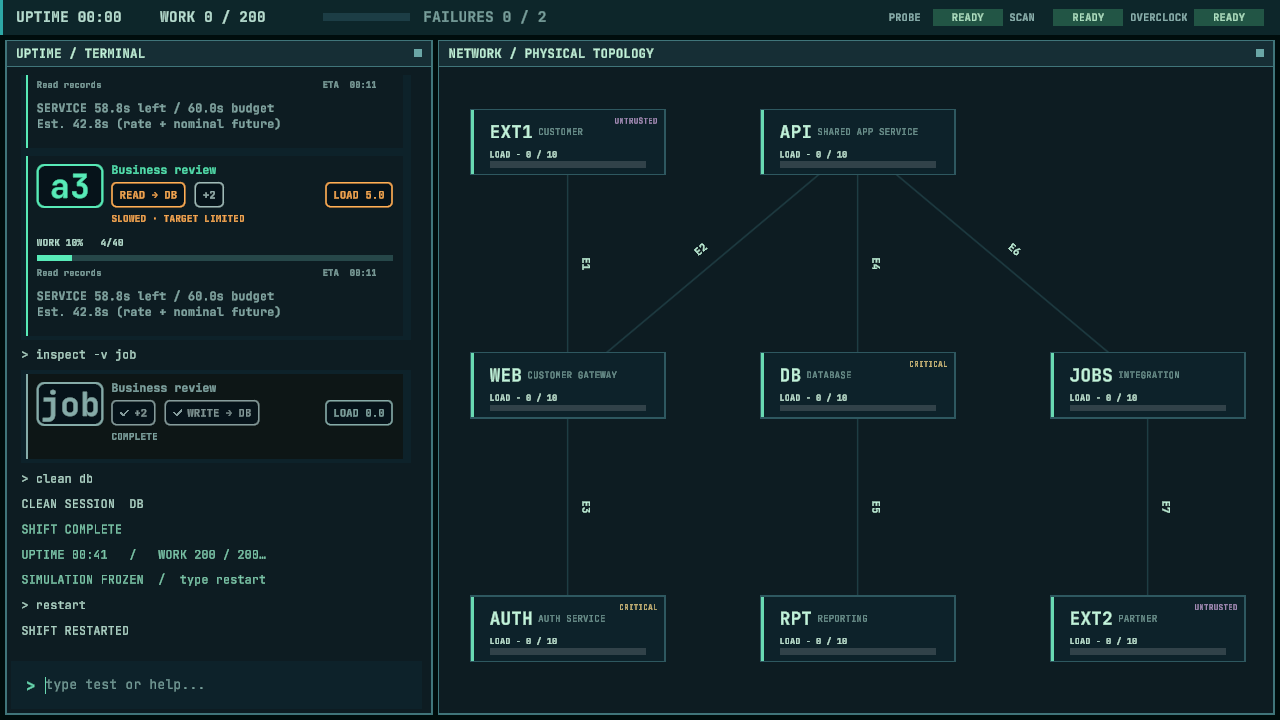 UPTIME 00:00 WORK 0 / 200 FAILURES 0 / 2 PROBE READY SCAN READY OVERCLOCK READY
UPTIME / TERMINAL
Read records ETA 00:11
SERVICE 58.8s left / 60.0s budget
Est. 42.8s (rate + nominal future)
a3 Business review
READ → DB +2 LOAD 5.0
SLOWED · TARGET LIMITED
WORK 10% 4/40
Read records ETA 00:11
SERVICE 58.8s left / 60.0s budget
Est. 42.8s (rate + nominal future)
> inspect -v job
job Business review
✓ +2 ✓ WRITE → DB LOAD 0.0
COMPLETE
> clean db
CLEAN SESSION DB
SHIFT COMPLETE
UPTIME 00:41 / WORK 200 / 200…
SIMULATION FROZEN / type restart
> restart
SHIFT RESTARTED
> type test or help...
NETWORK / PHYSICAL TOPOLOGY
UNTRUSTED
EXT1 CUSTOMER
LOAD - 0 / 10
API SHARED APP SERVICE
LOAD - 0 / 10
E1
E2
E4
E6
WEB CUSTOMER GATEWAY
LOAD - 0 / 10
CRITICAL
DB DATABASE
LOAD - 0 / 10
JOBS INTEGRATION
LOAD - 0 / 10
E3
E5
E7
CRITICAL
AUTH AUTH SERVICE
LOAD - 0 / 10
RPT REPORTING
LOAD - 0 / 10
UNTRUSTED
EXT2 PARTNER
LOAD - 0 / 10